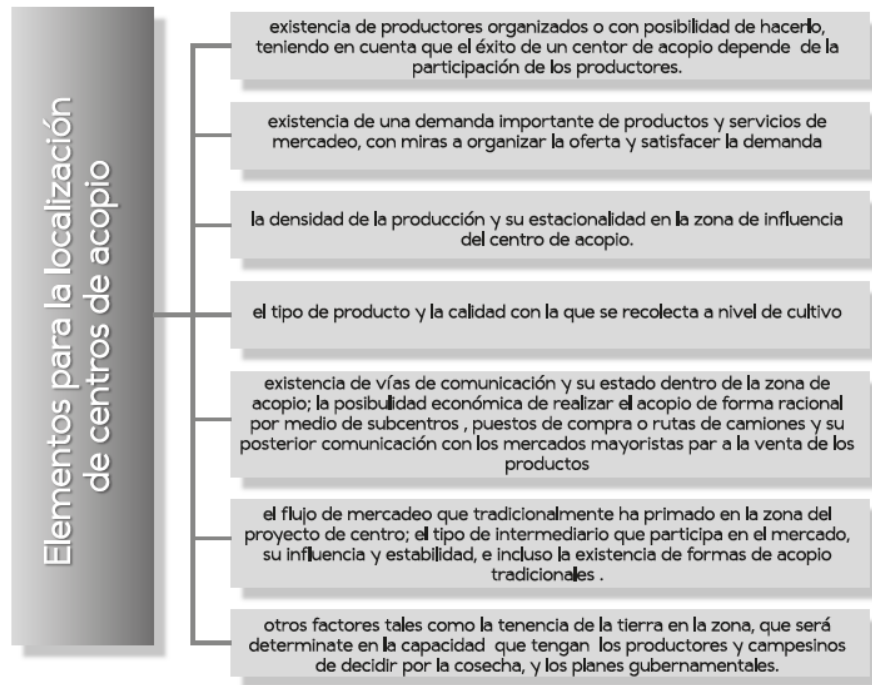 Elementos para la localización
de centros de acopio
existencia de productores organizados o con posibilidad de hacerlo,
teniendo en cuenta que el éxito de un centor de acopio depende de la
participación de los productores.
existencia de una demanda importante de productos y servicios de
mercadeo, con miras a organizar la oferta y satisfacer la demanda
la densidad de la producción y su estacionalidad en la zona de influencia
del centro de acopio.
el tipo de producto y la calidad con la que se recolecta a nivel de cultivo
existencia de vías de comunicación y su estado dentro de la zona de
acopio; la posibulidad económica de realizar el acopio de forma racional
por medio de subcentros , puestos de compra o rutas de camiones y su
posterior comunicación con los mercados mayoristas par a la venta de los
productos
el flujo de mercadeo que tradicionalmente ha primado en la zona del
proyecto de centro; el tipo de intermediario que participa en el mercado,
su influencia y estabilidad, e incluso la existencia de formas de acopio
tradicionales .
otros factores tales como la tenencia de la tierra en la zona, que será
determinate en la capacidad que tengan los productores y campesinos
de decidir por la cosecha, y los planes gubernamentales.